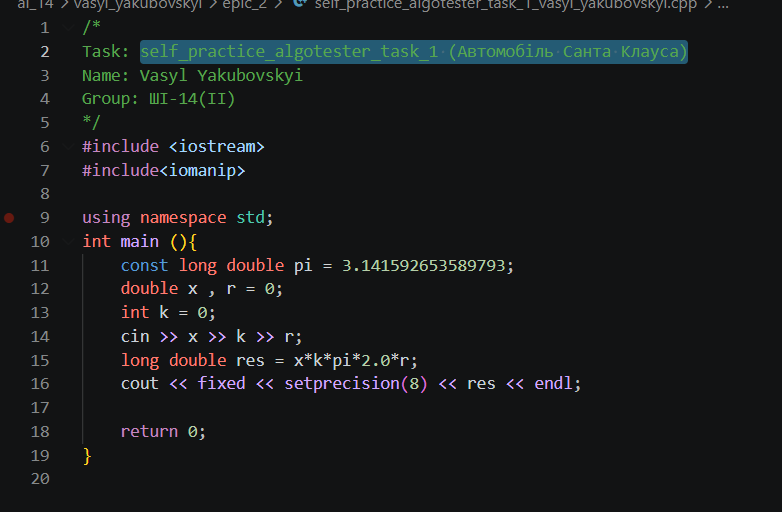 ai_14 > vasyl_yakubovskyi > epic_2 > self_practice_algotester_task_1_vasyl_yakubovskyi.cpp > ...
1 /*
2 Task: self_practice_algotester_task_1 (Автомобіль Санта Клауса)
3 Name: Vasyl Yakubovskyi
4 Group: ШІ-14(ІІ)
5 */
6 #include <iostream>
7 #include<iomanip>
8
9 using namespace std;
10 int main (){
11 const long double pi = 3.141592653589793;
12 double x , r = 0;
13 int k = 0;
14 cin >> x >> k >> r;
15 long double res = x*k*pi*2.0*r;
16 cout << fixed << setprecision(8) << res << endl;
17
18 return 0;
19 }
20